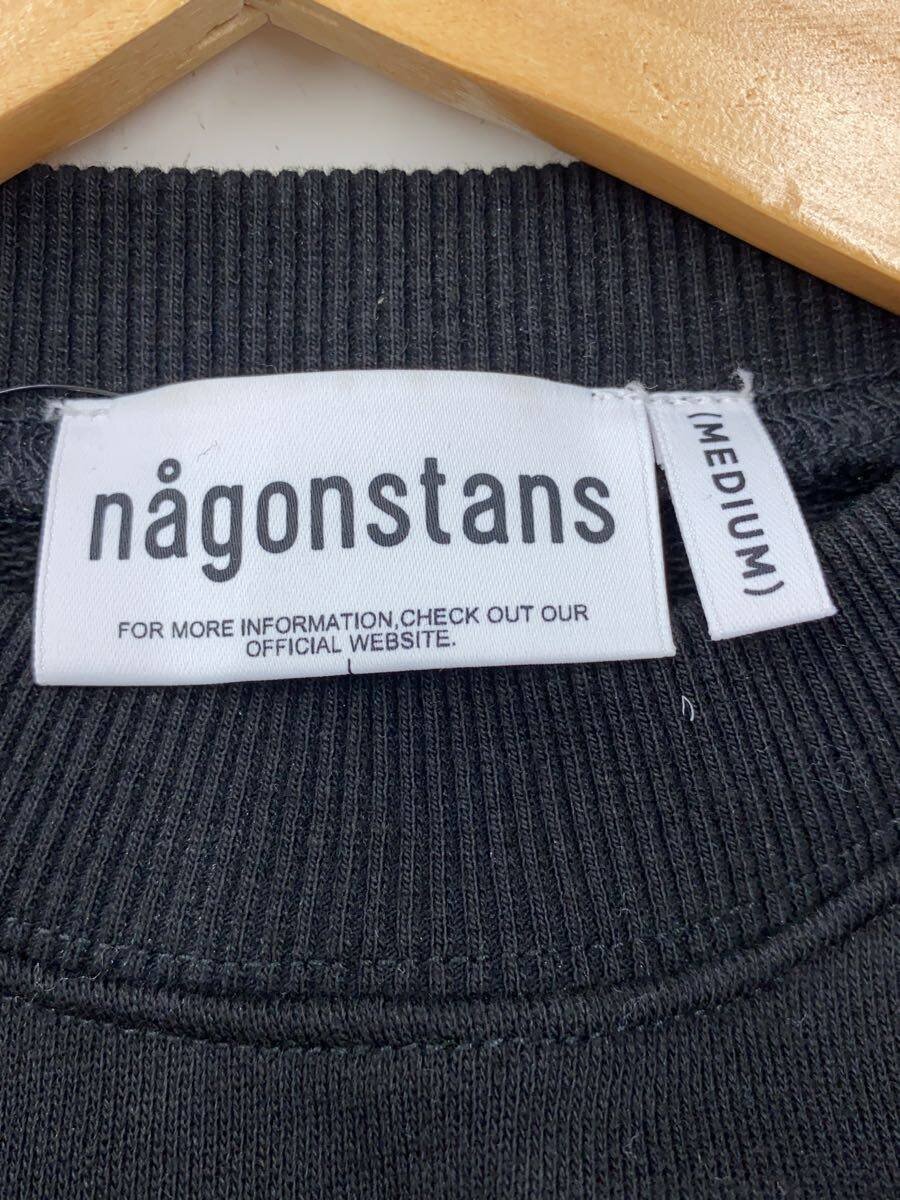 någonstans
FOR MORE INFORMATION,CHECK OUT OUR
OFFICIAL WEBSITE.
(MEDIUM)